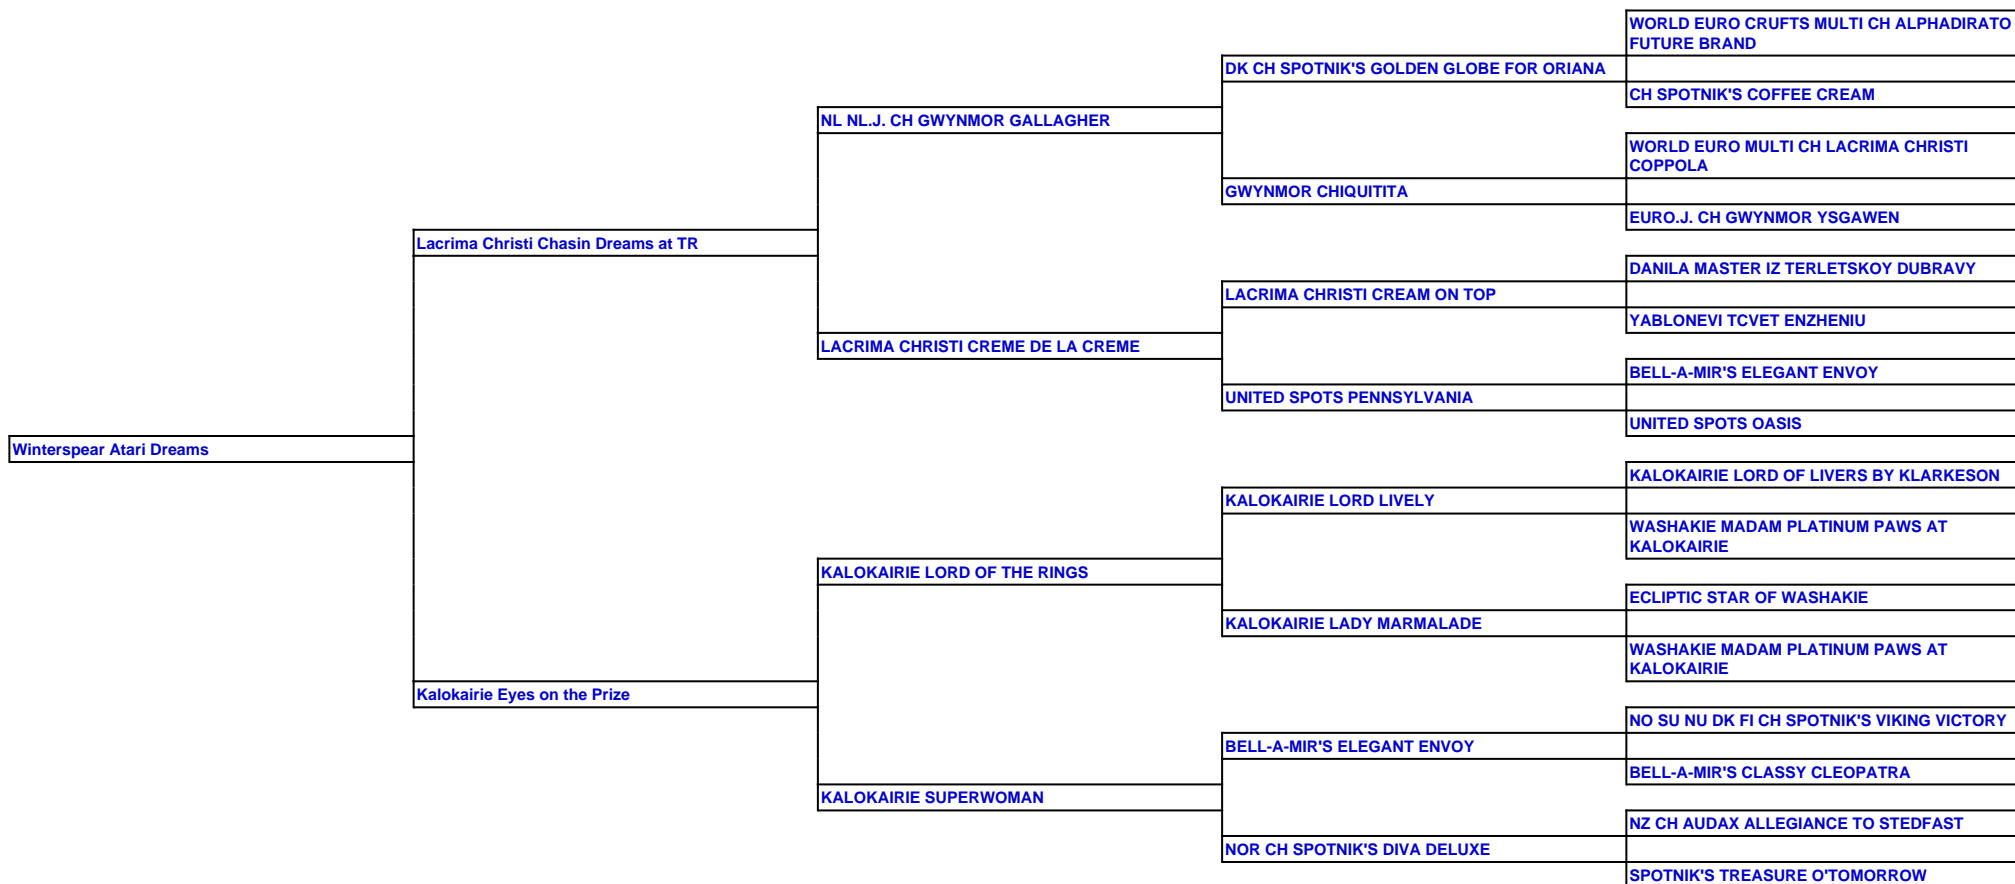 WORLD EURO CRUFTS MULTI CH ALPHADIRATO
FUTURE BRAND
DK CH SPOTNIK'S GOLDEN GLOBE FOR ORIANA
CH SPOTNIK'S COFFEE CREAM
NL NL.J. CH GWYNMOR GALLAGHER
WORLD EURO MULTI CH LACRIMA CHRISTI
COPPOLA
GWYNMOR CHIQUITITA
EURO.J. CH GWYNMOR YSGAWEN
Lacrima Christi Chasin Dreams at TR
DANILA MASTER IZ TERLETSKOY DUBRAVY
LACRIMA CHRISTI CREAM ON TOP
YABLONEVI TCVET ENZHENIU
LACRIMA CHRISTI CREME DE LA CREME
BELL-A-MIR'S ELEGANT ENVOY
UNITED SPOTS PENNSYLVANIA
UNITED SPOTS OASIS
Winterspear Atari Dreams
KALOKAIRIE LORD OF LIVERS BY KLARKESON
KALOKAIRIE LORD LIVELY
WASHAKIE MADAM PLATINUM PAWS AT
KALOKAIRIE
KALOKAIRIE LORD OF THE RINGS
ECLIPTIC STAR OF WASHAKIE
KALOKAIRIE LADY MARMALADE
WASHAKIE MADAM PLATINUM PAWS AT
KALOKAIRIE
Kalokairie Eyes on the Prize
NO SU NU DK FI CH SPOTNIK'S VIKING VICTORY
BELL-A-MIR'S ELEGANT ENVOY
BELL-A-MIR'S CLASSY CLEOPATRA
KALOKAIRIE SUPERWOMAN
NZ CH AUDAX ALLEGIANCE TO STEDFAST
NOR CH SPOTNIK'S DIVA DELUXE
SPOTNIK'S TREASURE O'TOMORROW